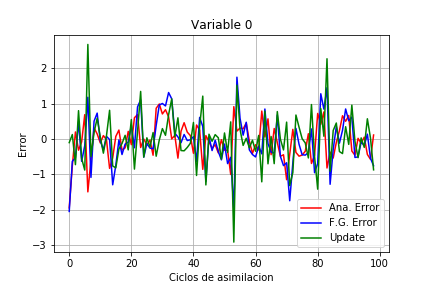 Variable 0
Error
2
1
0
−1
−2
−3
0
20
40
60
80
100
Ciclos de asimilacion
Ana. Error
F.G. Error
Update